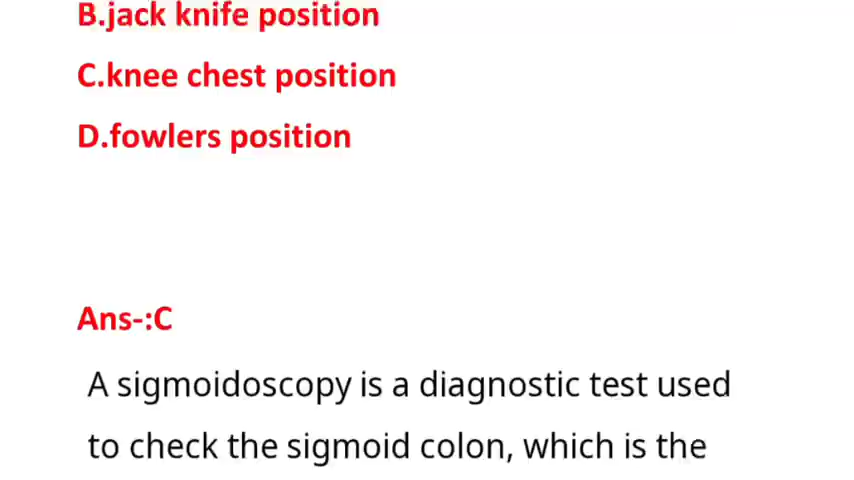 B.jack knife position
C.knee chest position
D.fowlers position
Ans-:C
A sigmoidoscopy is a diagnostic test used
to check the sigmoid colon, which is the